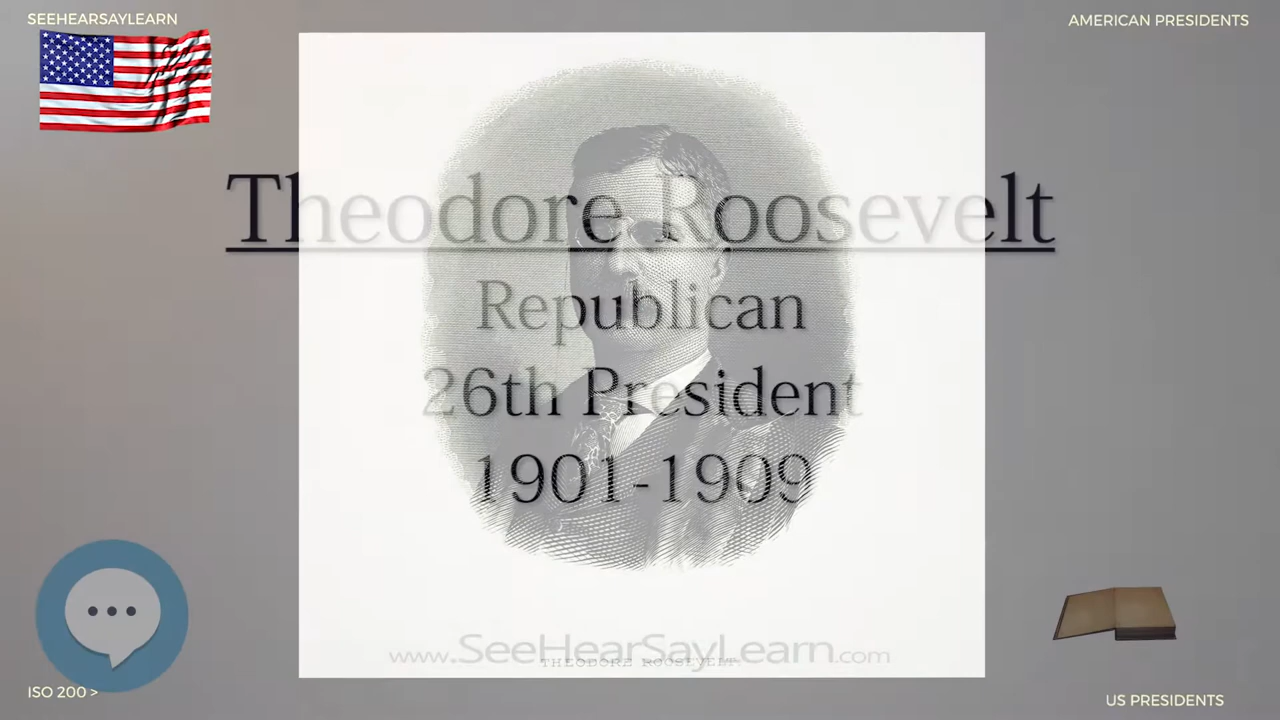 SEEHEARSAYLEARN
AMERICAN PRESIDENTS
Theodore Roosevelt
Republican
26th President
1901-1909
www.SeeHearSayLearn.com
THEODORE ROOSEVELT.
ISO 200 >
US PRESIDENTS